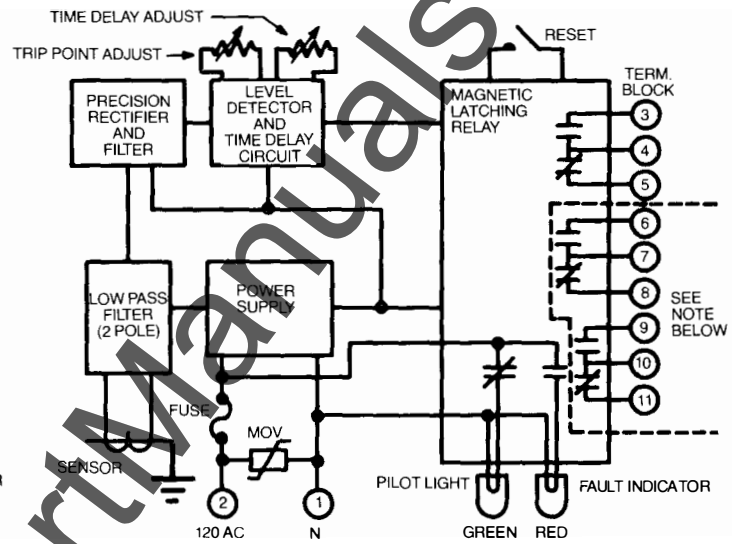 TIME DELAY ADJUST
TRIP POINT ADJUST
RESET
PRECISION
RECTIFIER
AND
FILTER
LEVEL
DETECTOR
AND
TIME DELAY
CIRCUIT
MAGNETIC
LATCHING
RELAY
TERM.
BLOCK
3
4
5
6
7
8
9
10
11
SEE
NOTE
BELOW
LOW PASS
FILTER
(2 POLE)
POWER
SUPPLY
FUSE
MOV
SENSOR
2
1
120 AC
N
PILOT LIGHT
FAULT INDICATOR
GREEN
RED
rtManuals